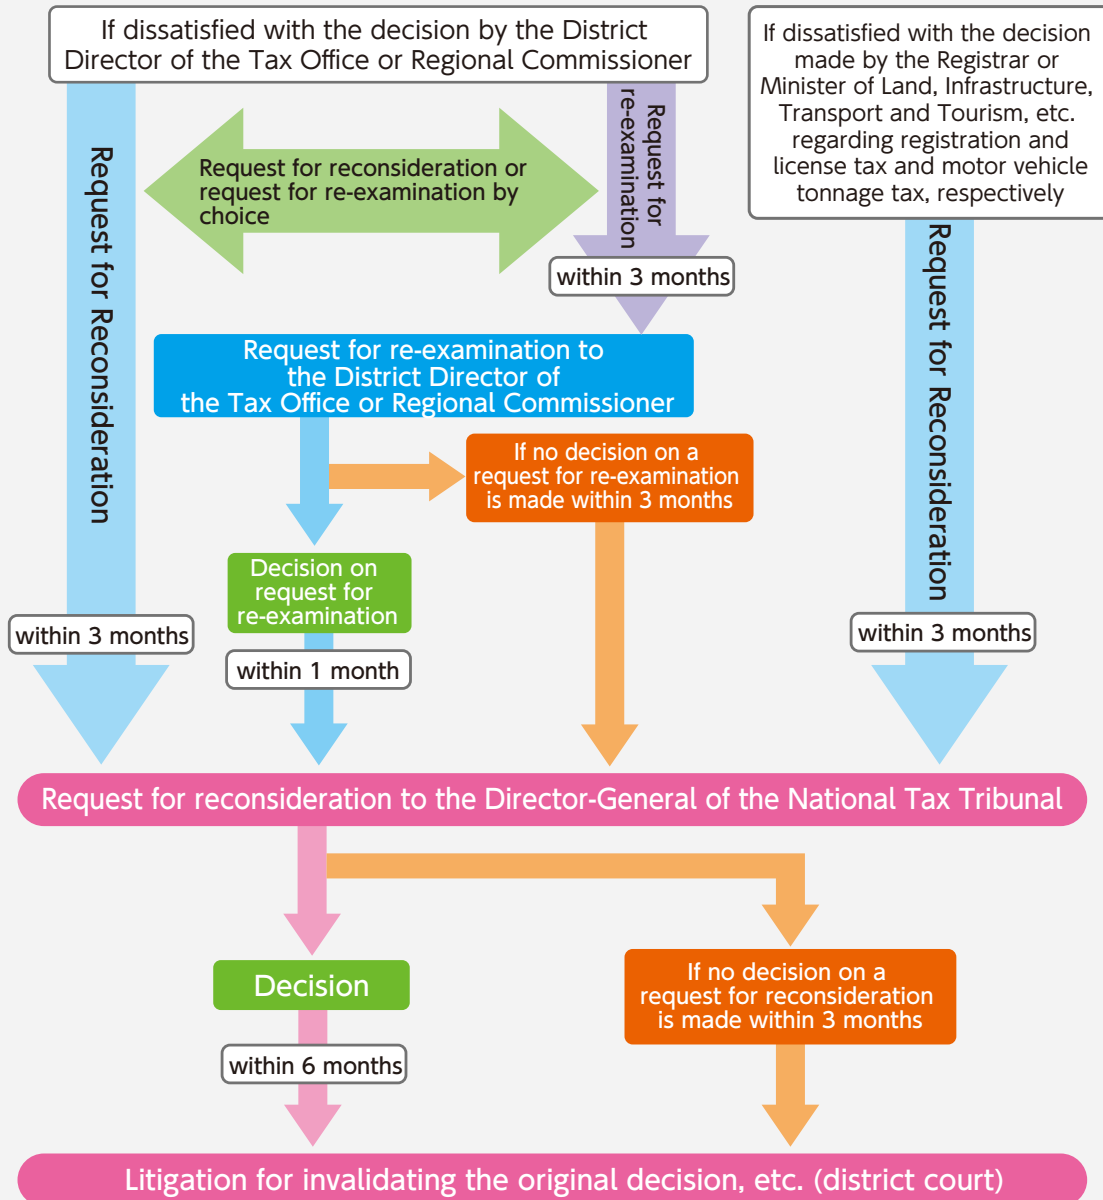 If dissatisfied with the decision by the District
Director of the Tax Office or Regional Commissioner
If dissatisfied with the decision
made by the Registrar or
Minister of Land, Infrastructure,
Transport and Tourism, etc.
regarding registration and
license tax and motor vehicle
tonnage tax, respectively
Request for Reconsideration
Request for reconsideration or
request for re-examination by
choice
Request for
re-examination
within 3 months
Request for Reconsideration
Request for re-examination to
the District Director of
the Tax Office or Regional Commissioner
If no decision on a
request for re-examination
is made within 3 months
Decision on
request for
re-examination
within 3 months
within 1 month
within 3 months
Request for reconsideration to the Director-General of the National Tax Tribunal
Decision
If no decision on a
request for reconsideration
is made within 3 months
within 6 months
Litigation for invalidating the original decision, etc. (district court)